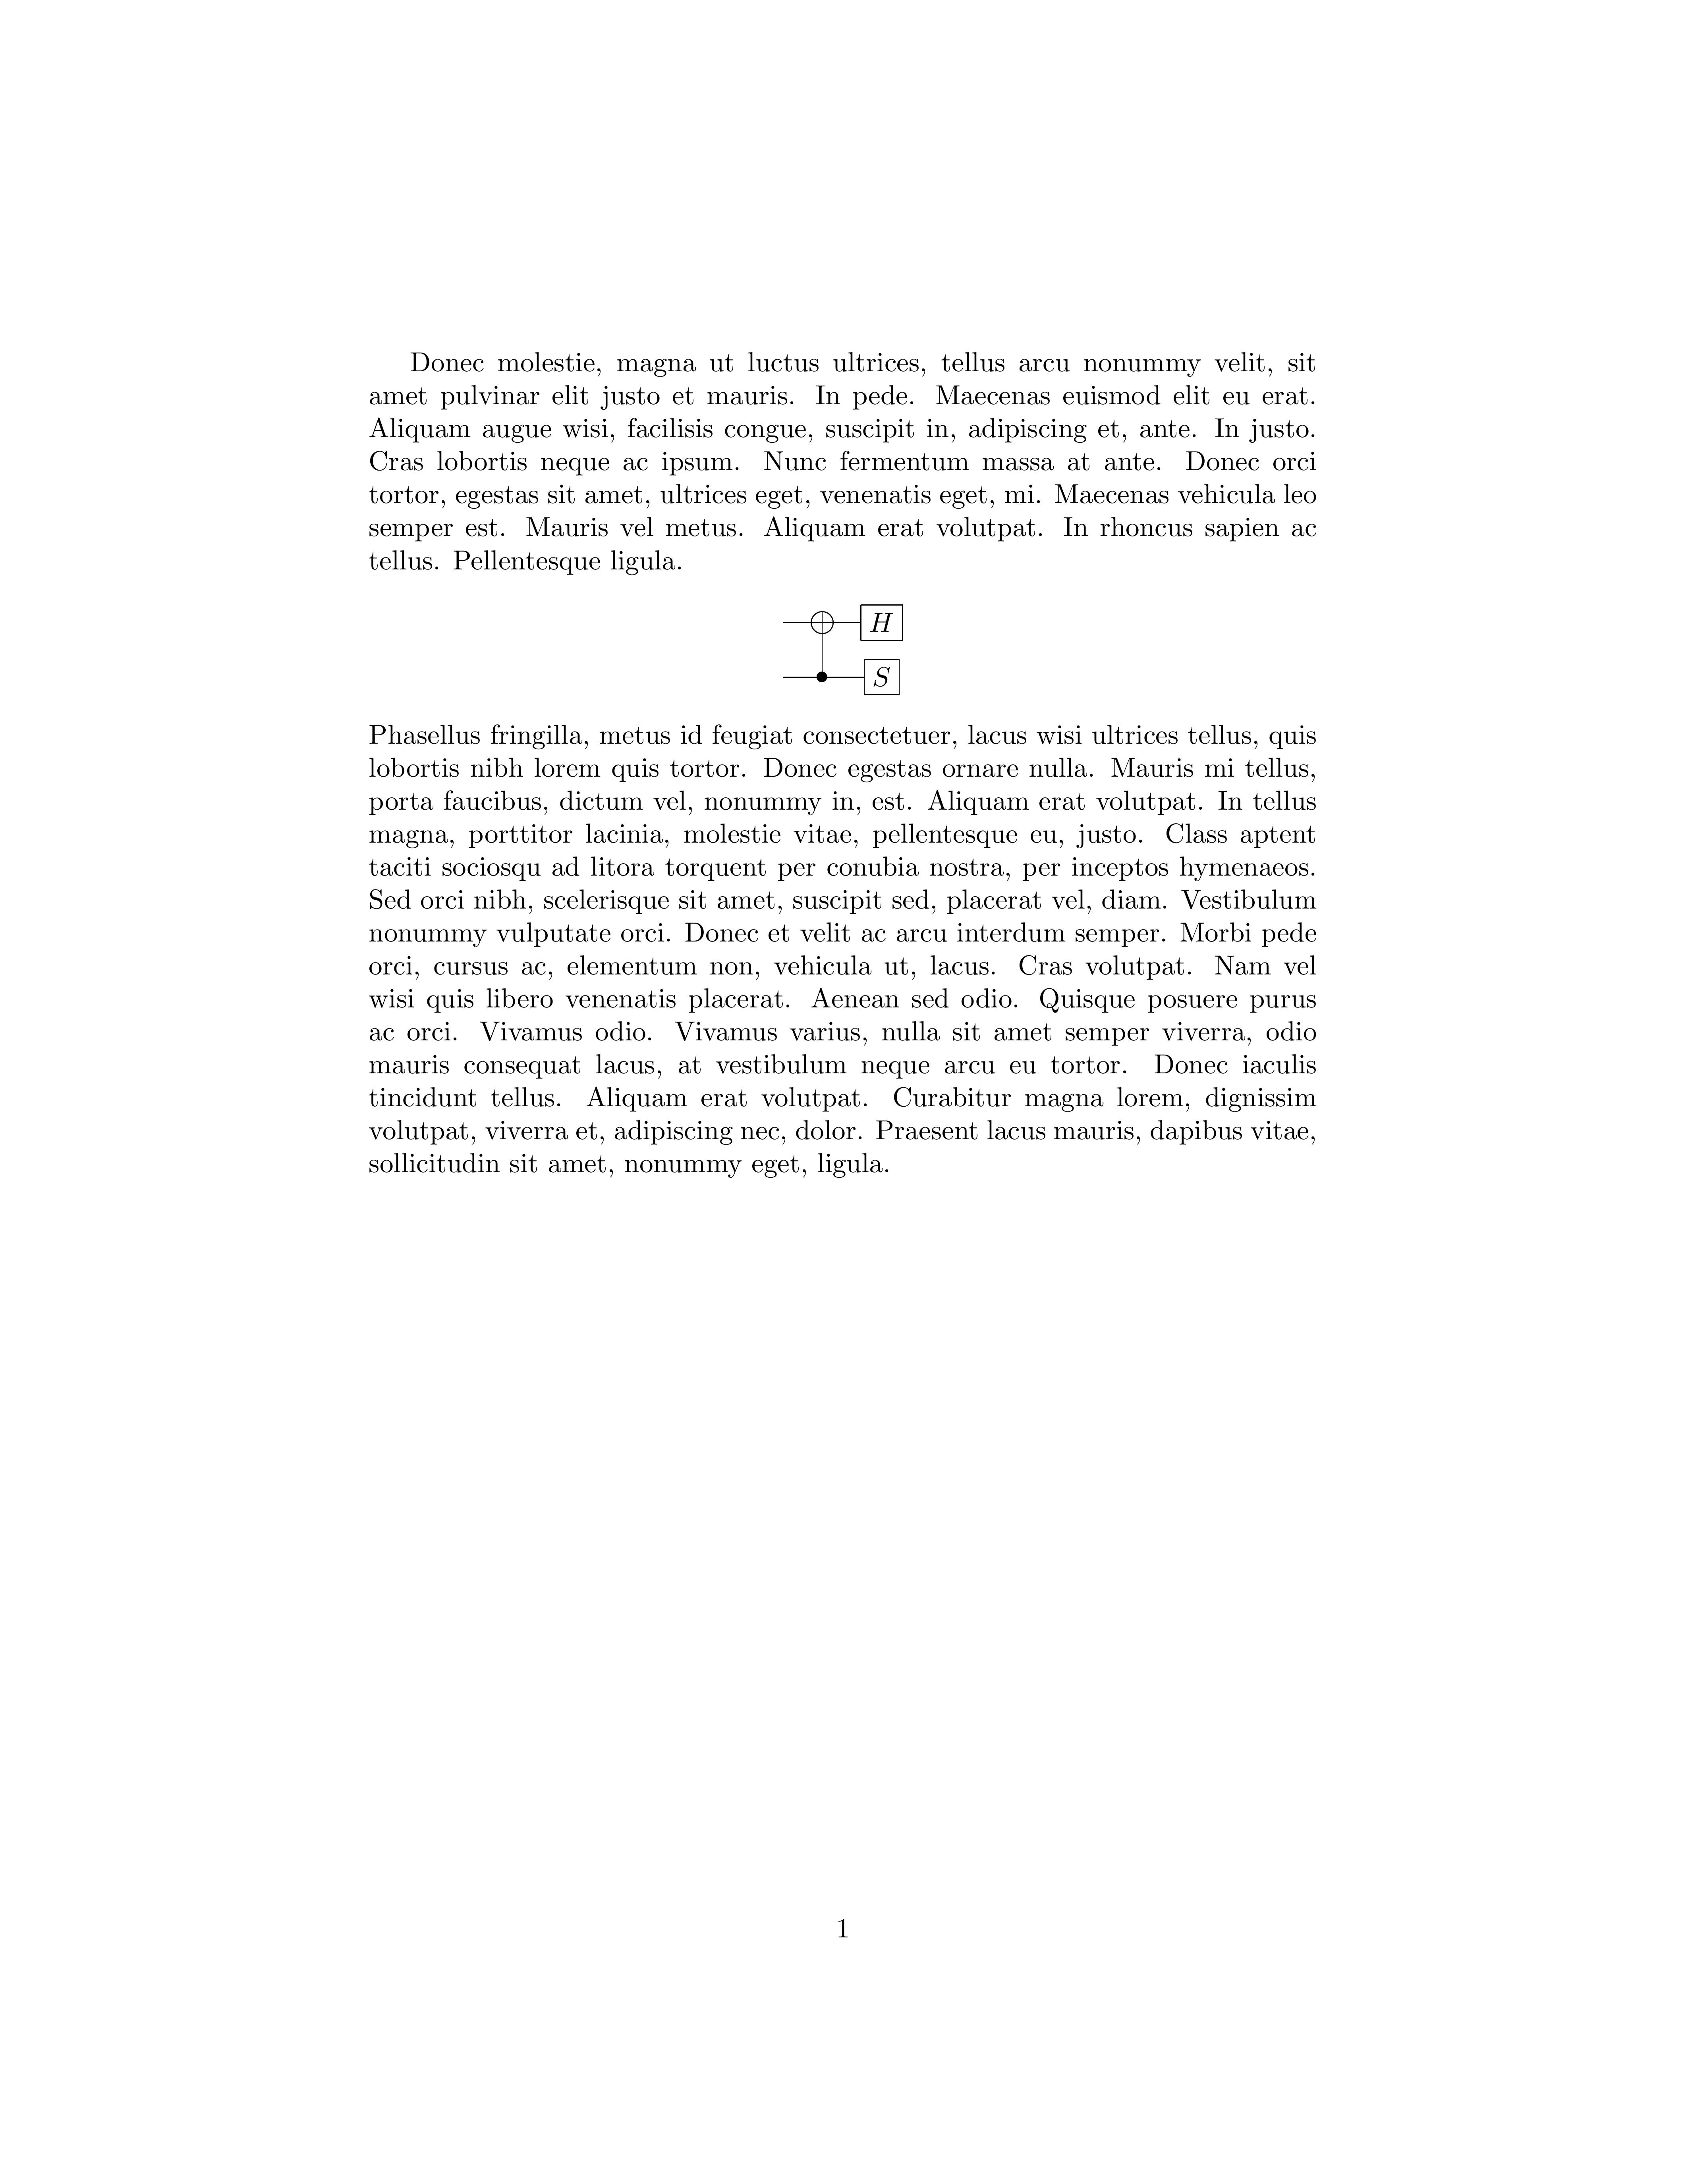 Donec molestie, magna ut luctus ultrices, tellus arcu nonummy velit, sit
amet pulvinar elit justo et mauris. In pede. Maecenas euismod elit eu erat.
Aliquam augue wisi, facilisis congue, suscipit in, adipiscing et, ante. In justo.
Cras lobortis neque ac ipsum. Nunc fermentum massa at ante. Donec orci
tortor, egestas sit amet, ultrices eget, venenatis eget, mi. Maecenas vehicula leo
semper est. Mauris vel metus. Aliquam erat volutpat. In rhoncus sapien ac
tellus. Pellentesque ligula.
H
S
Phasellus fringilla, metus id feugiat consectetuer, lacus wisi ultrices tellus, quis
lobortis nibh lorem quis tortor. Donec egestas ornare nulla. Mauris mi tellus,
porta faucibus, dictum vel, nonummy in, est. Aliquam erat volutpat. In tellus
magna, porttitor lacinia, molestie vitae, pellentesque eu, justo. Class aptent
taciti sociosqu ad litora torquent per conubia nostra, per inceptos hymenaeos.
Sed orci nibh, scelerisque sit amet, suscipit sed, placerat vel, diam. Vestibulum
nonummy vulputate orci. Donec et velit ac arcu interdum semper. Morbi pede
orci, cursus ac, elementum non, vehicula ut, lacus. Cras volutpat. Nam vel
wisi quis libero venenatis placerat. Aenean sed odio. Quisque posuere purus
ac orci. Vivamus odio. Vivamus varius, nulla sit amet semper viverra, odio
mauris consequat lacus, at vestibulum neque arcu eu tortor. Donec iaculis
tincidunt tellus. Aliquam erat volutpat. Curabitur magna lorem, dignissim
volutpat, viverra et, adipiscing nec, dolor. Praesent lacus mauris, dapibus vitae,
sollicitudin sit amet, nonummy eget, ligula.
1